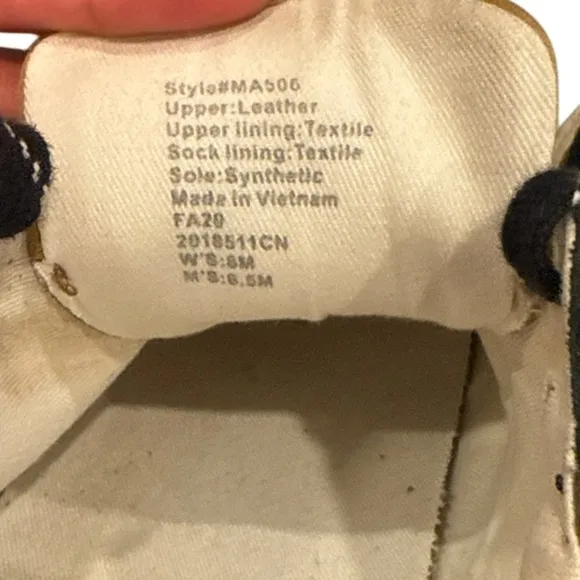 Style#MA506
Upper:Leather
Upper lining:Textile
Sock lining:Textile
Sole:Synthetic
Made in Vietnam
FA20
2018511CN
W'S:8M
M'S:6.5M